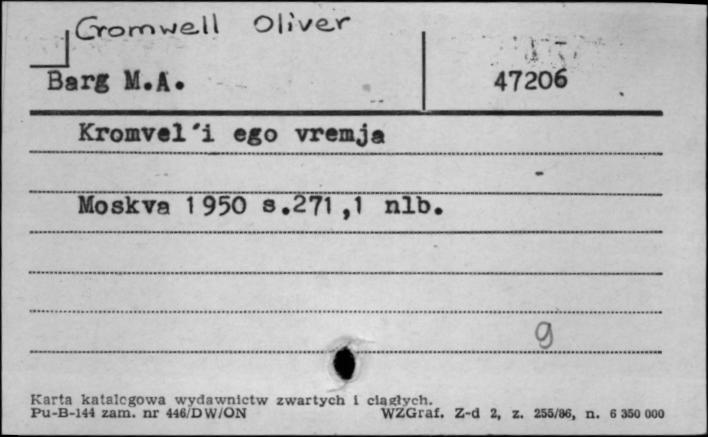 Cromwell Oliver
Barg M.A. 47206
Kromvel'i ego vremja
Moskva 1950 s.271,1 nlb.
9
Karta katalogowa wydawnictw zwartych i ciągłych.
Pu-B-144 zam. nr 446/DW/ON WZGraf. Z-d 2, z. 255/86, n. 6 350 000